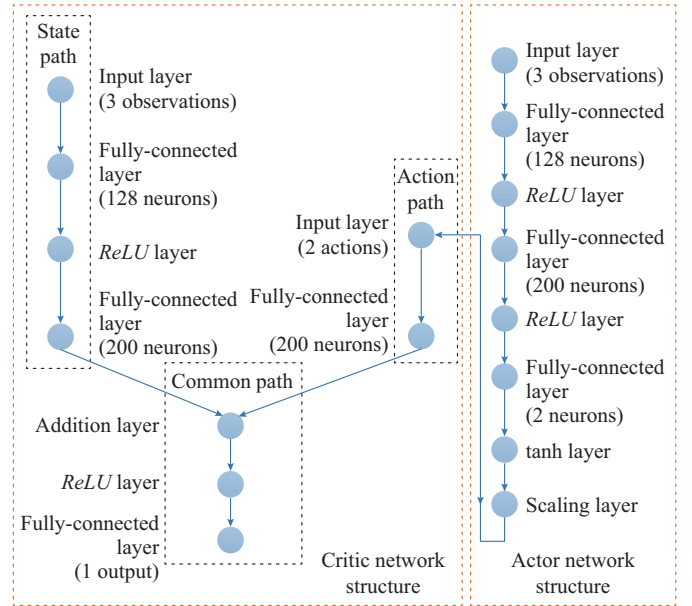 State
path
Input layer
(3 observations)
Fully-connected
layer
(128 neurons)
ReLU layer
Fully-connected
layer
(200 neurons)
Action
path
Input layer
(2 actions)
Fully-connected
layer
(200 neurons)
Common path
Addition layer
ReLU layer
Fully-connected
layer
(1 output)
Critic network
structure
Input layer
(3 observations)
Fully-connected
layer
(128 neurons)
ReLU layer
Fully-connected
layer
(200 neurons)
ReLU layer
Fully-connected
layer
(2 neurons)
tanh layer
Scaling layer
Actor network
structure